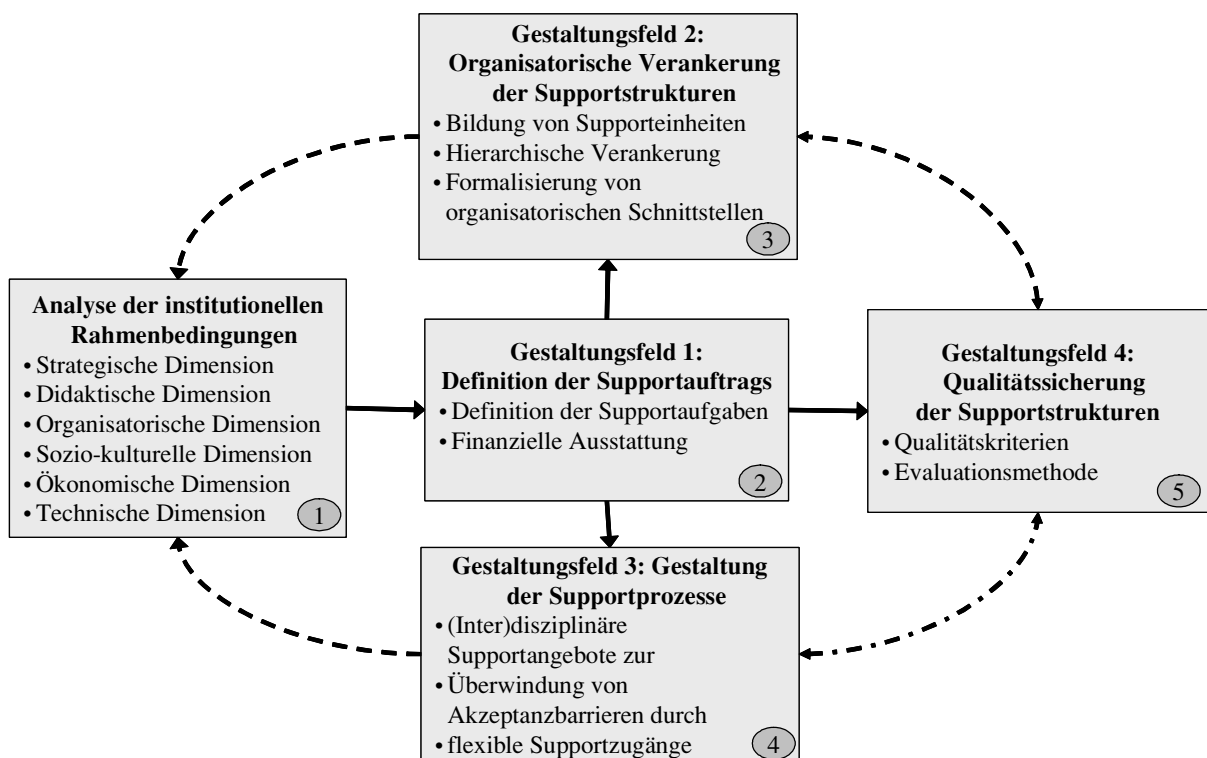 Gestaltungsfeld 2:
Organisatorische Verankerung
der Supportstrukturen
• Bildung von Supporteinheiten
• Hierarchische Verankerung
• Formalisierung von
organisatorischen Schnittstellen
3
Analyse der institutionellen
Rahmenbedingungen
• Strategische Dimension
• Didaktische Dimension
• Organisatorische Dimension
• Sozio-kulturelle Dimension
• Ökonomische Dimension
• Technische Dimension
1
Gestaltungsfeld 1:
Definition der Supportauftrags
• Definition der Supportaufgaben
• Finanzielle Ausstattung
2
Gestaltungsfeld 4:
Qualitätssicherung
der Supportstrukturen
• Qualitätskriterien
• Evaluationsmethode
5
Gestaltungsfeld 3: Gestaltung
der Supportprozesse
• (Inter)disziplinäre
Supportangebote zur
• Überwindung von
Akzeptanzbarrieren durch
• flexible Supportzugänge
4